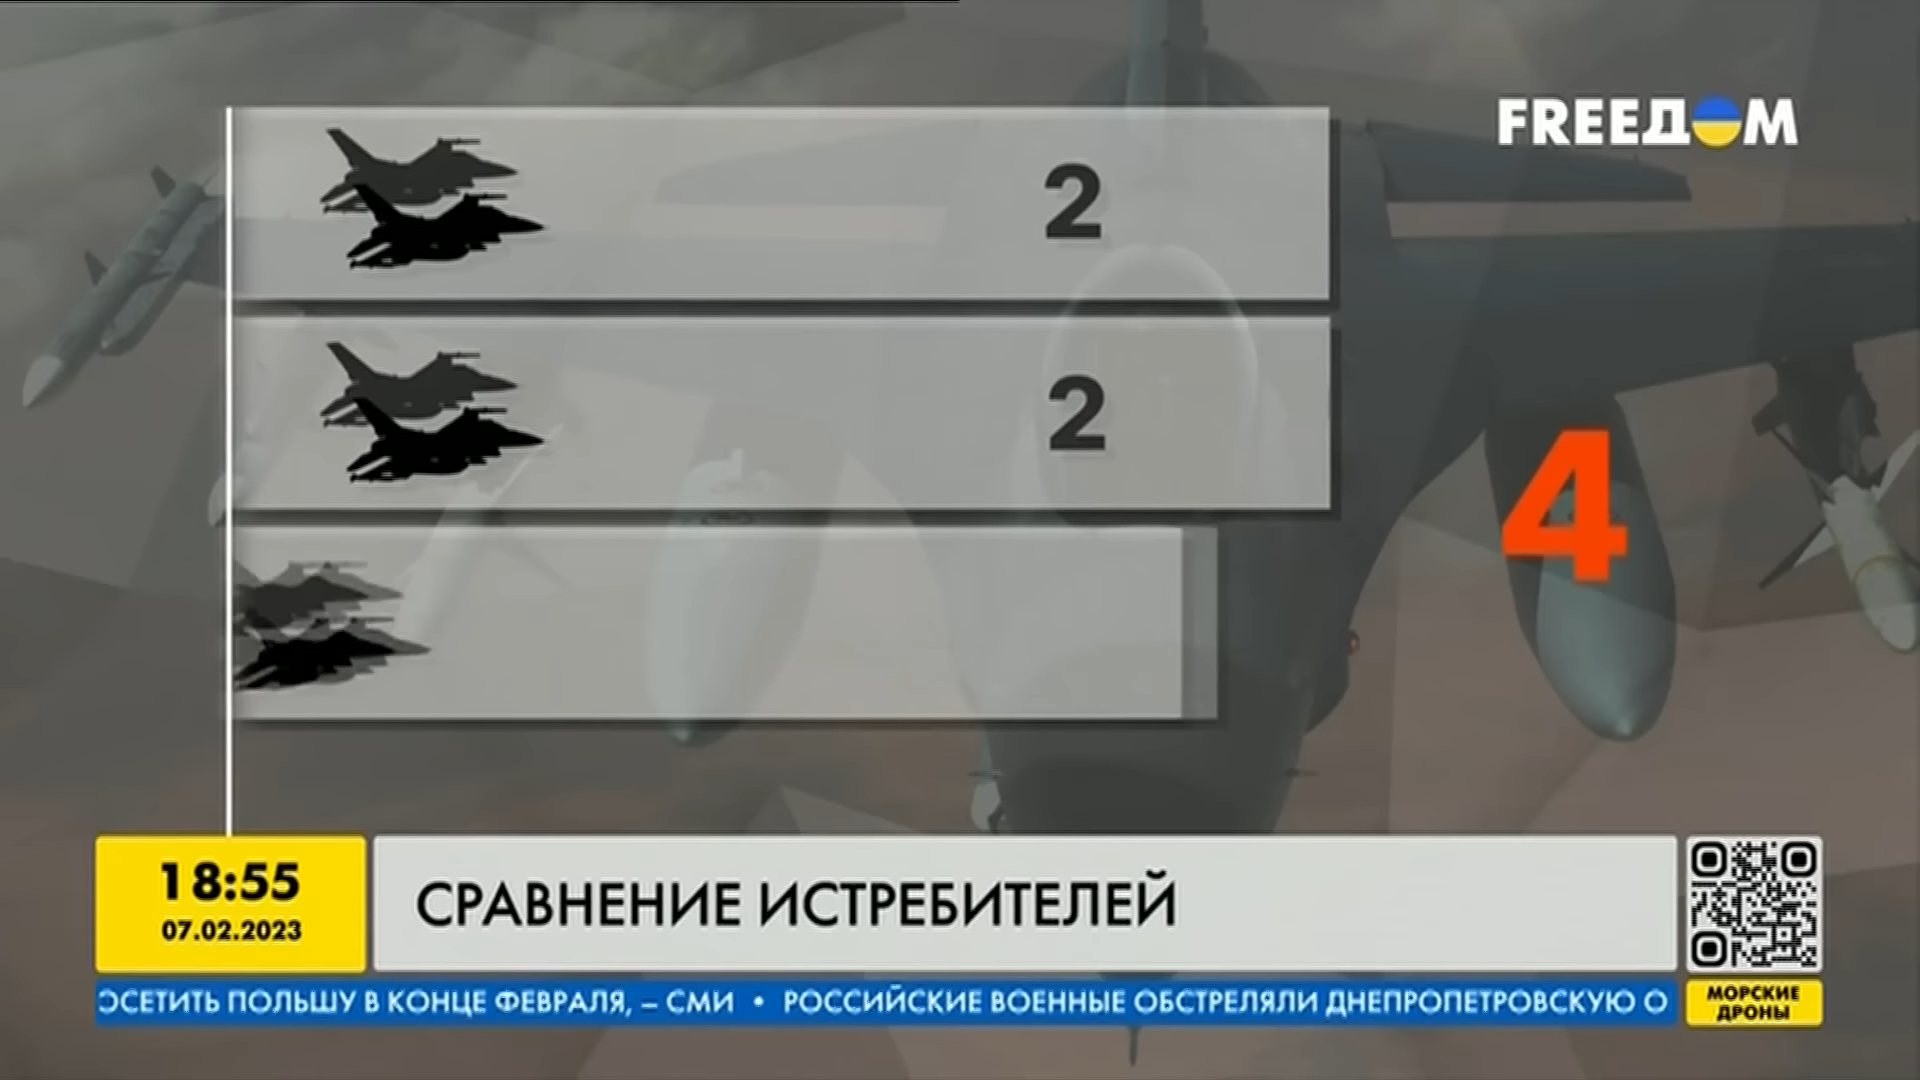 FREEДOM
2
2
4
18:55
07.02.2023
СРАВНЕНИЕ ИСТРЕБИТЕЛЕЙ
ОСЕТИТЬ ПОЛЬШУ В КОНЦЕ ФЕВРАЛЯ, – СМИ • РОССИЙСКИЕ ВОЕННЫЕ ОБСТРЕЛЯЛИ ДНЕПРОПЕТРОВСКУЮ О
МОРСКИЕ
ДРОНЫ